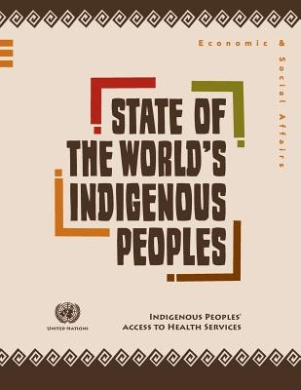 Economic & Social Affairs
STATE OF
THE WORLD'S
INDIGENOUS
PEOPLES
United Nations
Indigenous Peoples'
Access to Health Services